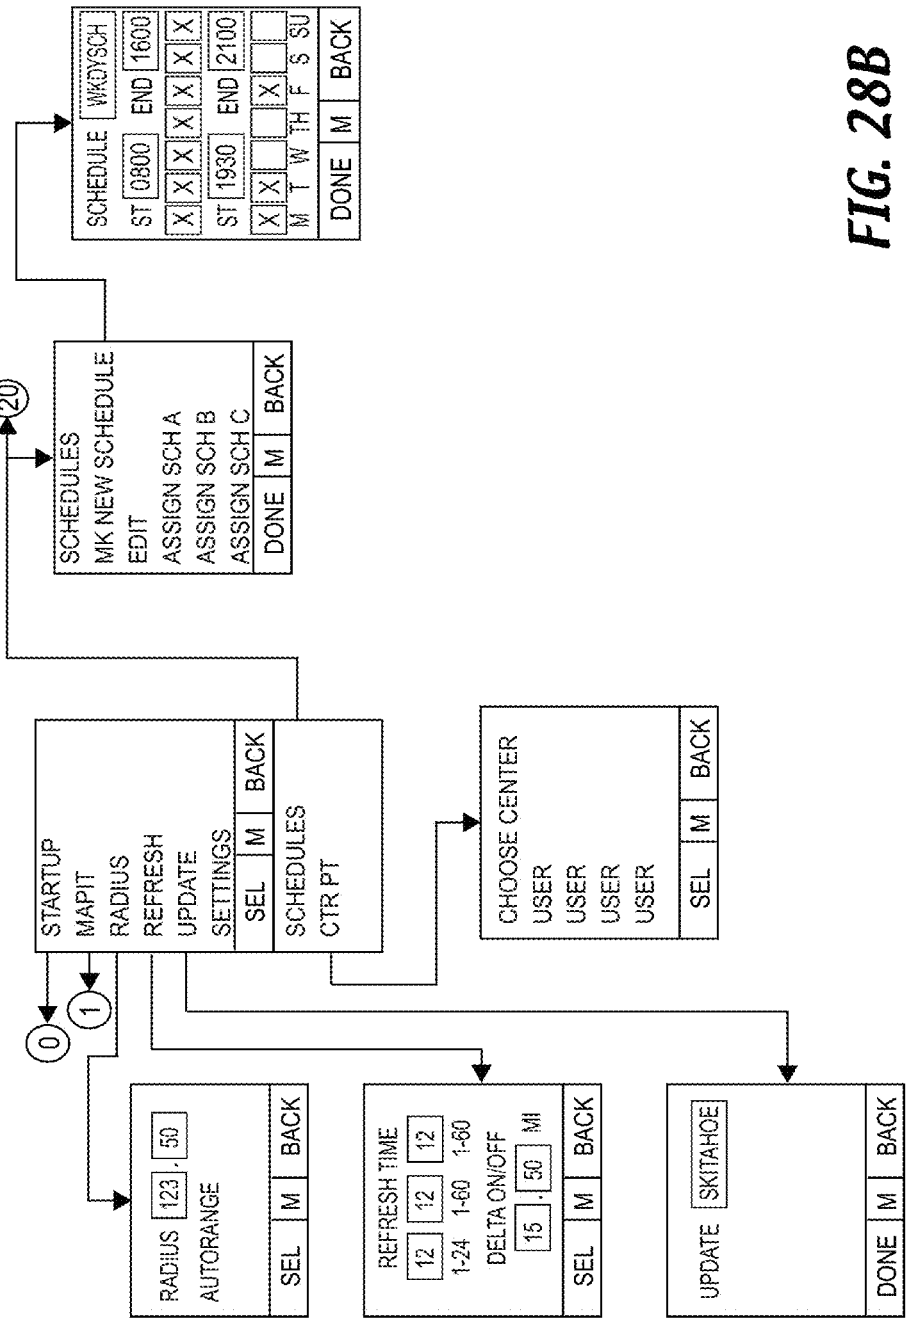 RADIUS 123 . 50
AUTORANGE
SEL M BACK
REFRESH TIME
12 12 12
1-24 1-60 1-60
DELTA ON/OFF
15 . 50 MI
SEL M BACK
UPDATE SKITAHOE
DONE M BACK
0
1
STARTUP
MAPIT
RADIUS
REFRESH
UPDATE
SETTINGS
SEL M BACK
SCHEDULES
CTR PT
CHOOSE CENTER
USER
USER
USER
USER
SEL M BACK
20
SCHEDULES
MK NEW SCHEDULE
EDIT
ASSIGN SCH A
ASSIGN SCH B
ASSIGN SCH C
DONE M BACK
SCHEDULE WKDYSCH
ST 0800 END 1600
X X X X X X X
ST 1930 END 2100
X X X
M T W TH F S SU
DONE M BACK
FIG. 28B